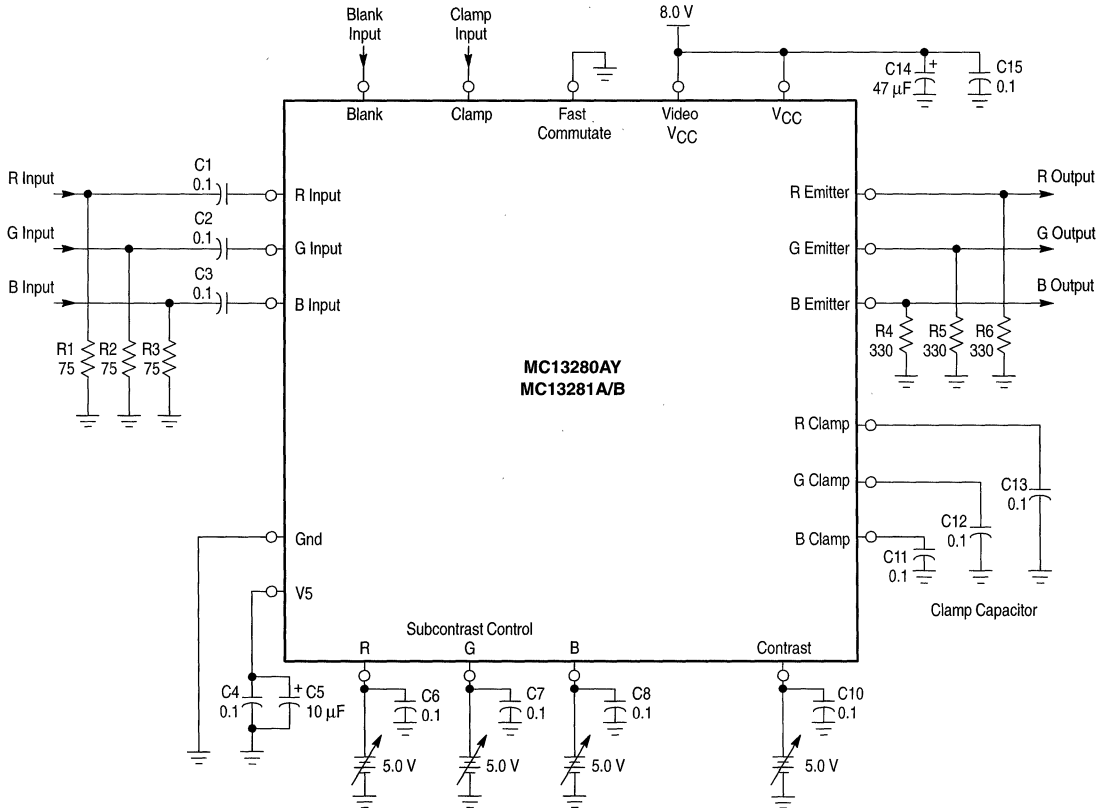 Blank
Input
Clamp
Input
8.0 V
C14
+
47 µF
C15
0.1
Blank
Clamp
Fast
Commutate
Video
VCC
VCC
R Input
C1
0.1
R Input
R Emitter
R Output
G Input
C2
0.1
G Input
G Emitter
G Output
B Input
C3
0.1
B Input
B Emitter
B Output
R1
75
R2
75
R3
75
R4
330
R5
330
R6
330
MC13280AY
MC13281A/B
R Clamp
G Clamp
B Clamp
C13
0.1
C12
0.1
C11
0.1
Clamp Capacitor
Gnd
V5
Subcontrast Control
R
G
B
Contrast
C4
0.1
+
C5
10 µF
C6
0.1
C7
0.1
C8
0.1
C10
0.1
5.0 V
5.0 V
5.0 V
5.0 V